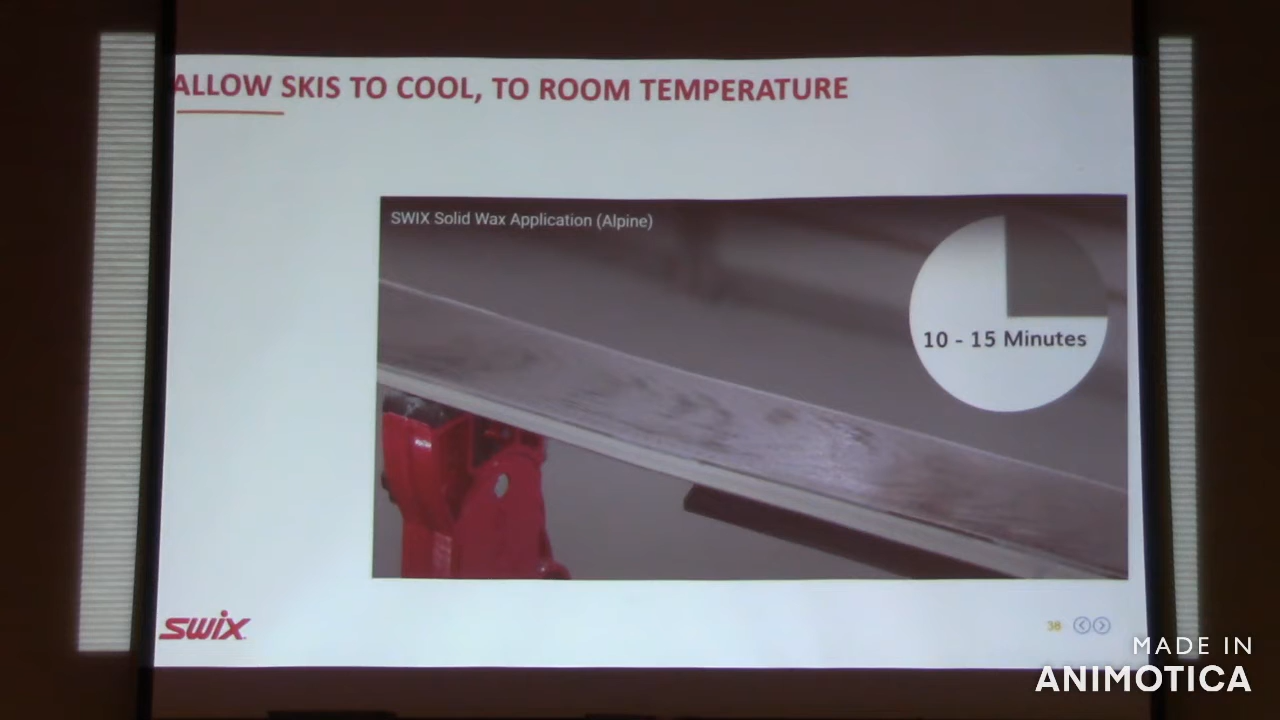 ALLOW SKIS TO COOL, TO ROOM TEMPERATURE
SWIX Solid Wax Application (Alpine)
10 - 15 Minutes
SWIX
38
MADE IN
ANIMOTICA